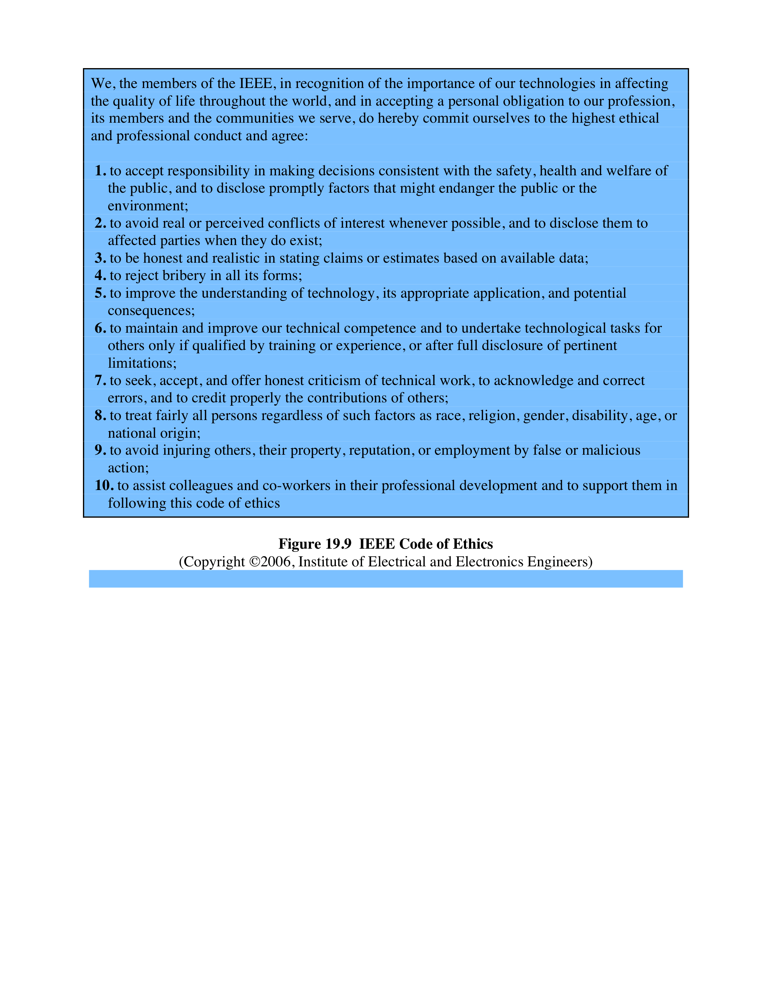 We, the members of the IEEE, in recognition of the importance of our technologies in affecting
the quality of life throughout the world, and in accepting a personal obligation to our profession,
its members and the communities we serve, do hereby commit ourselves to the highest ethical
and professional conduct and agree:
1. to accept responsibility in making decisions consistent with the safety, health and welfare of
the public, and to disclose promptly factors that might endanger the public or the
environment;
2. to avoid real or perceived conflicts of interest whenever possible, and to disclose them to
affected parties when they do exist;
3. to be honest and realistic in stating claims or estimates based on available data;
4. to reject bribery in all its forms;
5. to improve the understanding of technology, its appropriate application, and potential
consequences;
6. to maintain and improve our technical competence and to undertake technological tasks for
others only if qualified by training or experience, or after full disclosure of pertinent
limitations;
7. to seek, accept, and offer honest criticism of technical work, to acknowledge and correct
errors, and to credit properly the contributions of others;
8. to treat fairly all persons regardless of such factors as race, religion, gender, disability, age, or
national origin;
9. to avoid injuring others, their property, reputation, or employment by false or malicious
action;
10. to assist colleagues and co-workers in their professional development and to support them in
following this code of ethics
Figure 19.9 IEEE Code of Ethics
(Copyright ©2006, Institute of Electrical and Electronics Engineers)